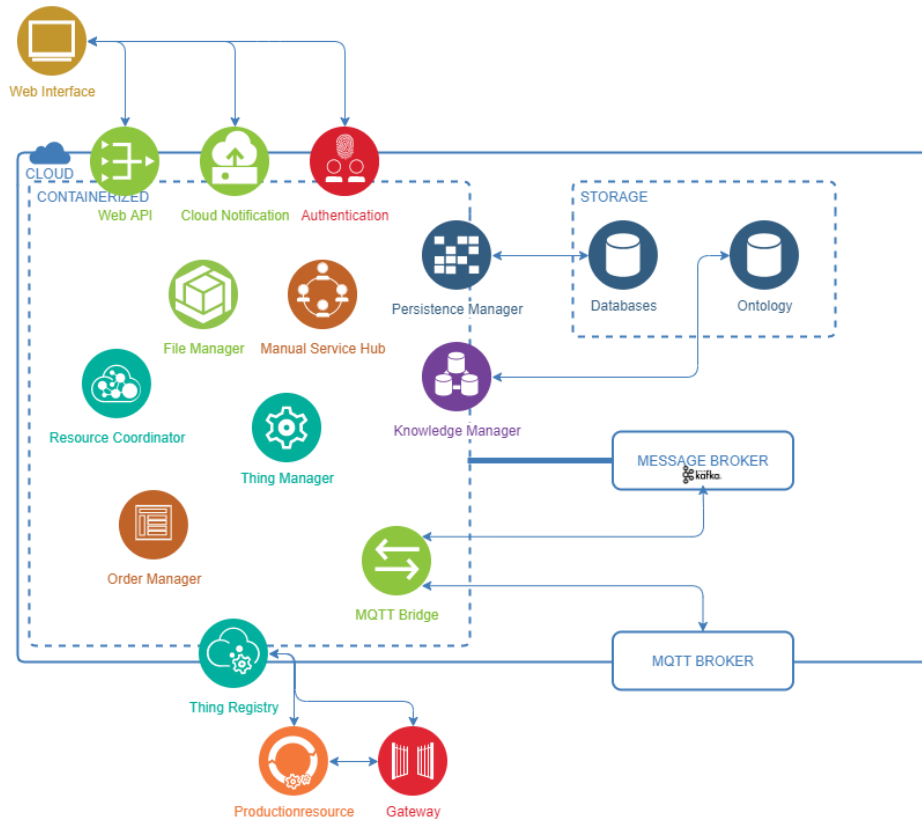 Web Interface
CLOUD
CONTAINERIZED
Web API
Cloud Notification
Authentication
STORAGE
Persistence Manager
Databases
Ontology
File Manager
Manual Service Hub
Resource Coordinator
Knowledge Manager
Thing Manager
MESSAGE BROKER
kafka
Order Manager
MQTT Bridge
MQTT BROKER
Thing Registry
Productionresource
Gateway